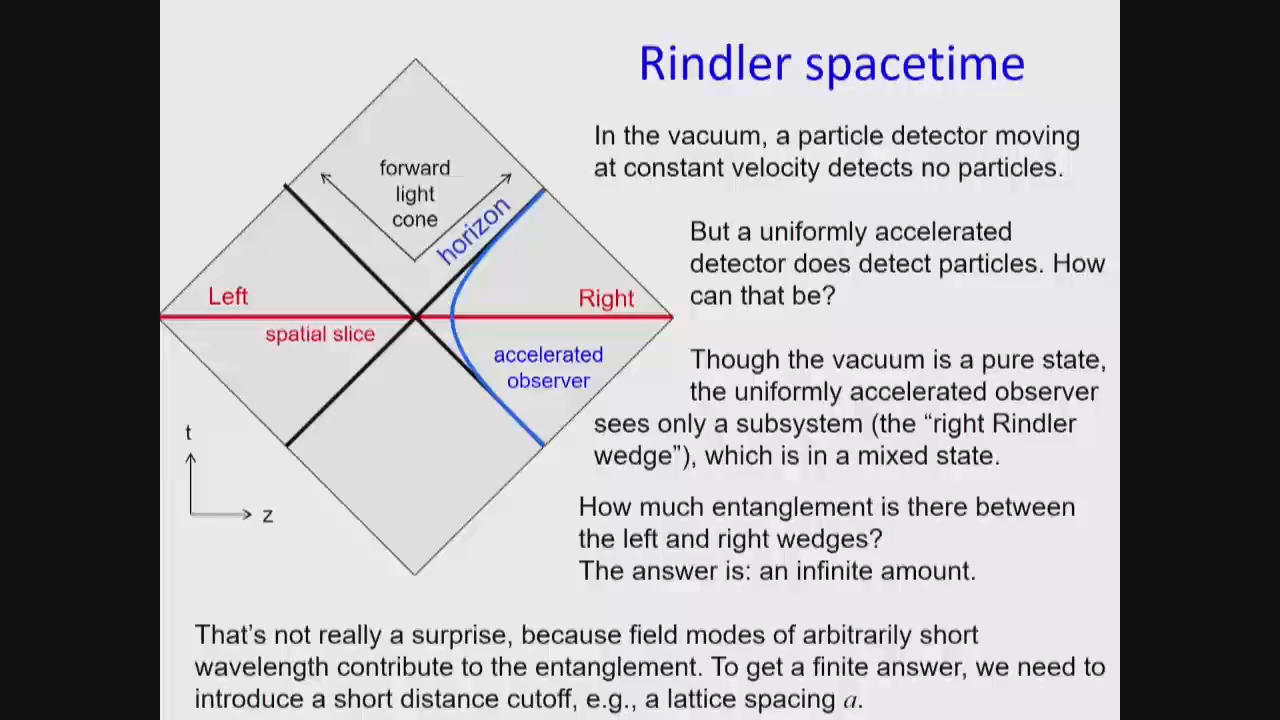 Rindler spacetime
In the vacuum, a particle detector moving
at constant velocity detects no particles.
forward
light
cone
horizon
But a uniformly accelerated
detector does detect particles. How
can that be?
Left
Right
spatial slice
accelerated
observer
Though the vacuum is a pure state,
the uniformly accelerated observer
sees only a subsystem (the “right Rindler
wedge”), which is in a mixed state.
t
z
How much entanglement is there between
the left and right wedges?
The answer is: an infinite amount.
That’s not really a surprise, because field modes of arbitrarily short
wavelength contribute to the entanglement. To get a finite answer, we need to
introduce a short distance cutoff, e.g., a lattice spacing a.